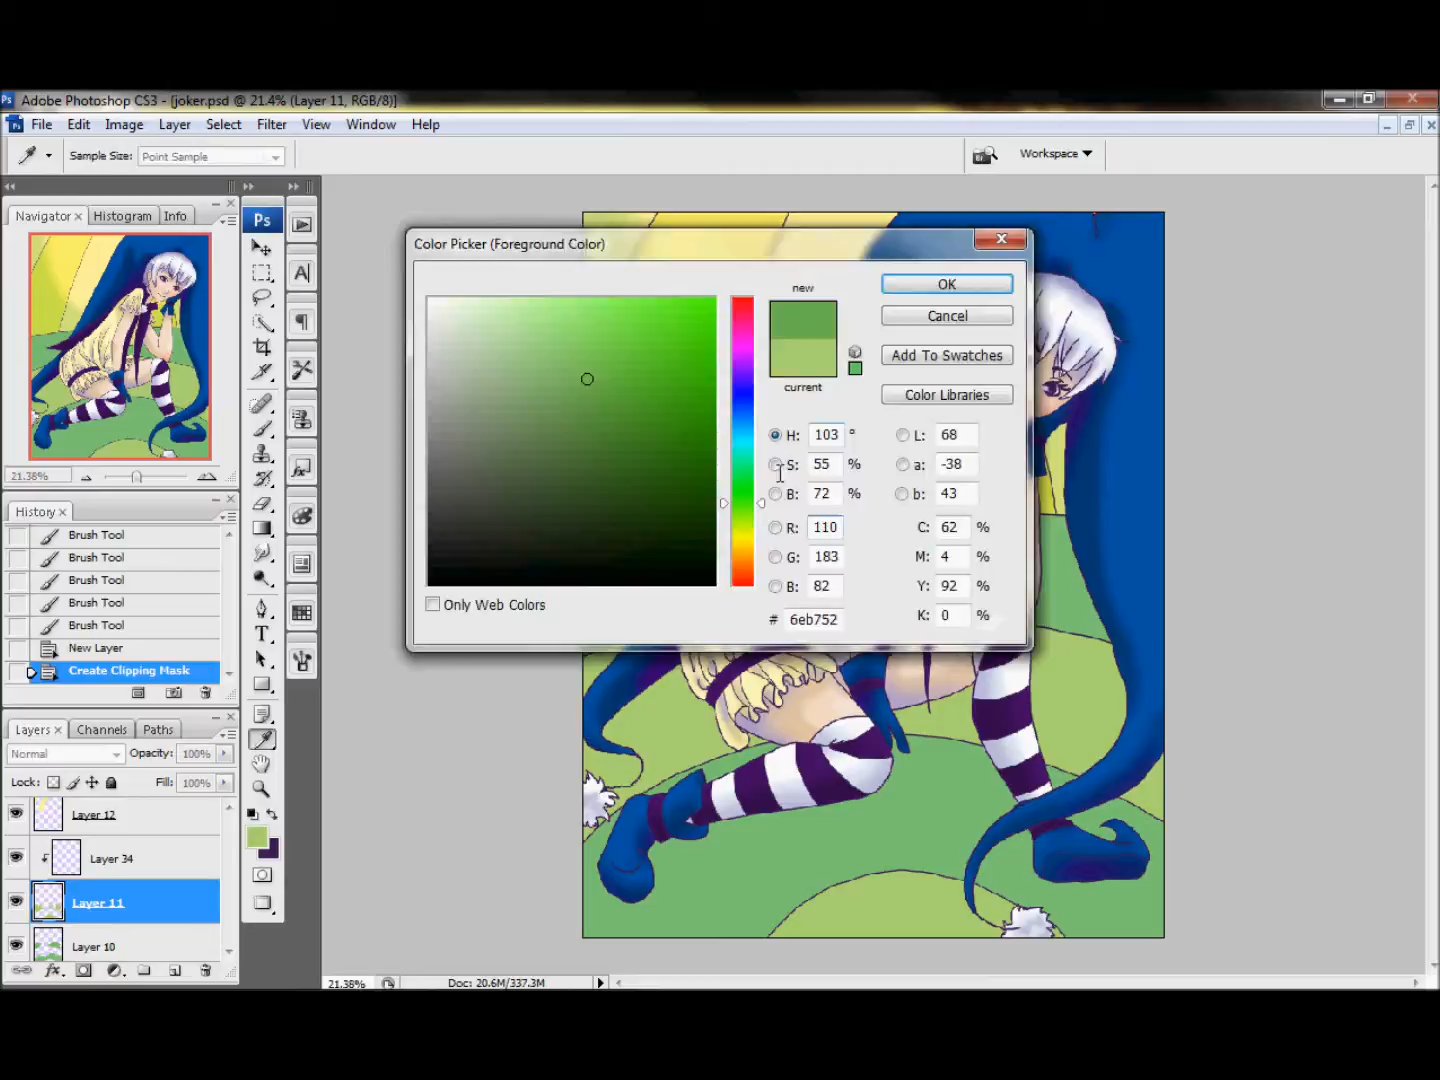 Ps Adobe Photoshop CS3 - [joker.psd @ 21.4% (Layer 11, RGB/8)]
Ps File Edit Image Layer Select Filter View Window Help
Sample Size: Point Sample Workspace
Navigator Histogram Info
Ps
21.38%
History
Brush Tool
Brush Tool
Brush Tool
Brush Tool
Brush Tool
New Layer
Create Clipping Mask
Layers Channels Paths
Normal Opacity: 100%
Lock: Fill: 100%
Layer 12
Layer 34
Layer 11
Layer 10
A
T
Color Picker (Foreground Color)
new
current
OK
Cancel
Add To Swatches
Color Libraries
H: 103 ° L: 68
S: 55 % a: -38
B: 72 % b: 43
R: 110 C: 62 %
G: 183 M: 4 %
B: 82 Y: 92 %
# 6eb752 K: 0 %
Only Web Colors
21.38% Doc: 20.6M/337.3M